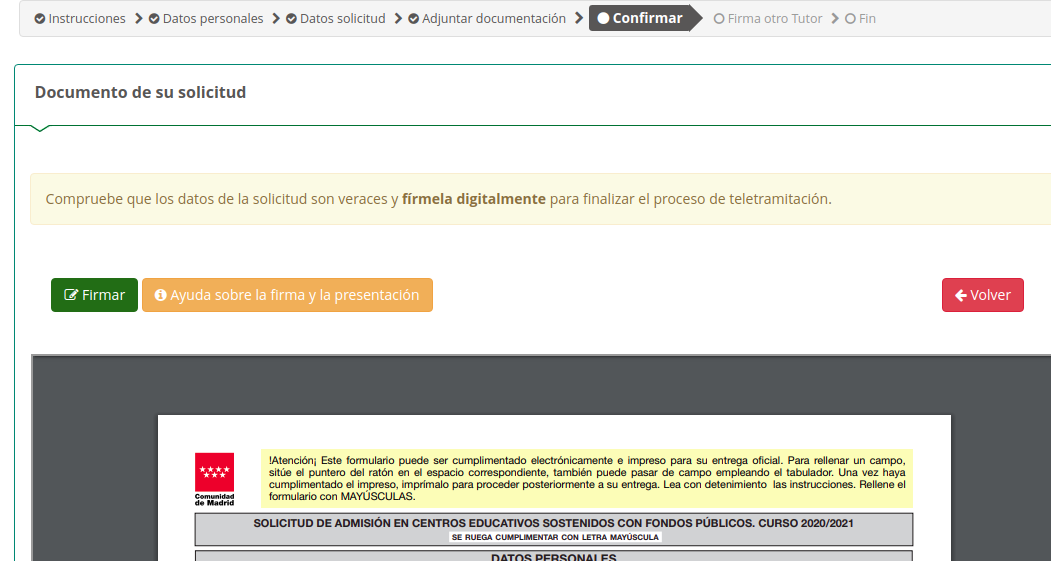 Instrucciones Datos personales Datos solicitud Adjuntar documentación Confirmar Firma otro Tutor Fin
Documento de su solicitud
Compruebe que los datos de la solicitud son veraces y fírmela digitalmente para finalizar el proceso de teletramitación.
Firmar Ayuda sobre la firma y la presentación Volver
Comunidad
de Madrid
!Atención¡ Este formulario puede ser cumplimentado electrónicamente e impreso para su entrega oficial. Para rellenar un campo,
sitúe el puntero del ratón en el espacio correspondiente, también puede pasar de campo empleando el tabulador. Una vez haya
cumplimentado el impreso, imprímalo para proceder posteriormente a su entrega. Lea con detenimiento las instrucciones. Rellene el
formulario con MAYÚSCULAS.
SOLICITUD DE ADMISIÓN EN CENTROS EDUCATIVOS SOSTENIDOS CON FONDOS PÚBLICOS. CURSO 2020/2021
SE RUEGA CUMPLIMENTAR CON LETRA MAYÚSCULA
DATOS PERSONALES